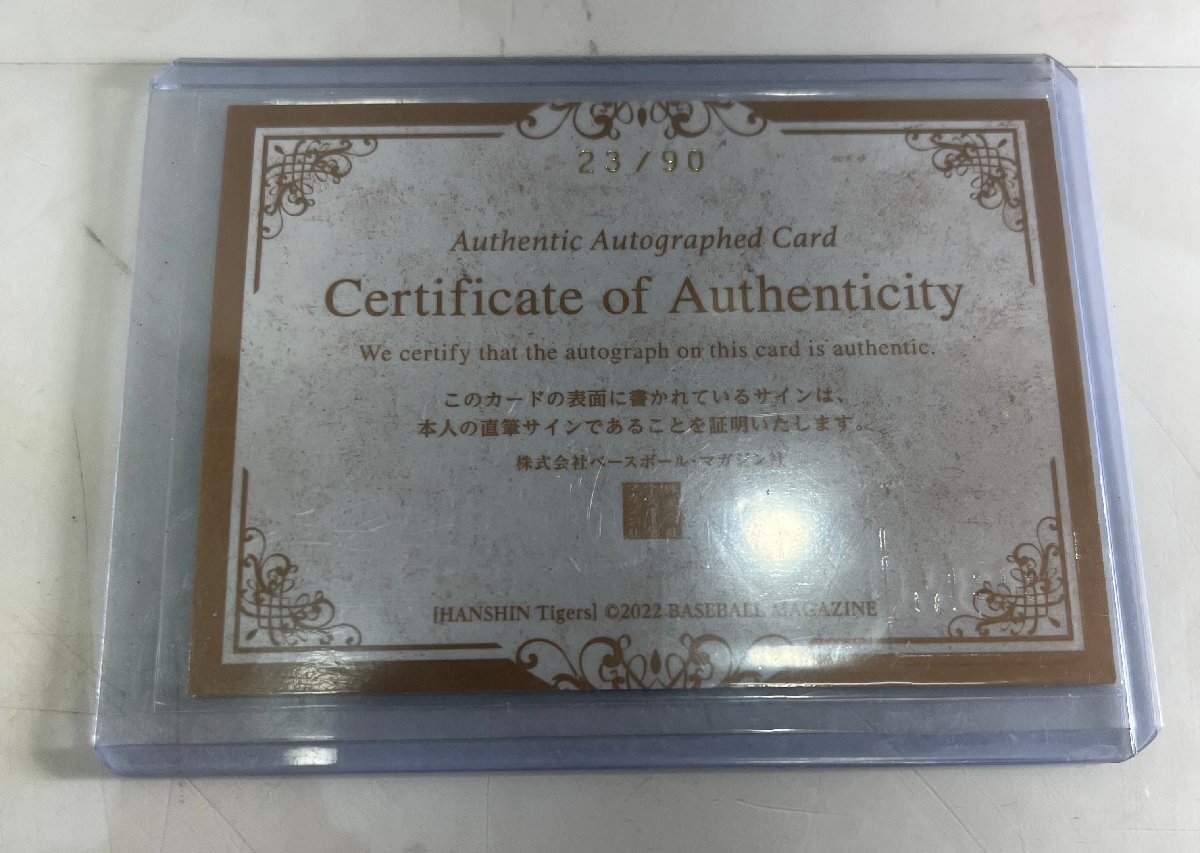 23/90
Authentic Autographed Card
Certificate of Authenticity
We certify that the autograph on this card is authentic.
このカードの表面に書かれているサインは、
本人の直筆サインであることを証明いたします。
株式会社ベースボール・マガジン社
[HANSHIN Tigers] ©2022 BASEBALL MAGAZINE